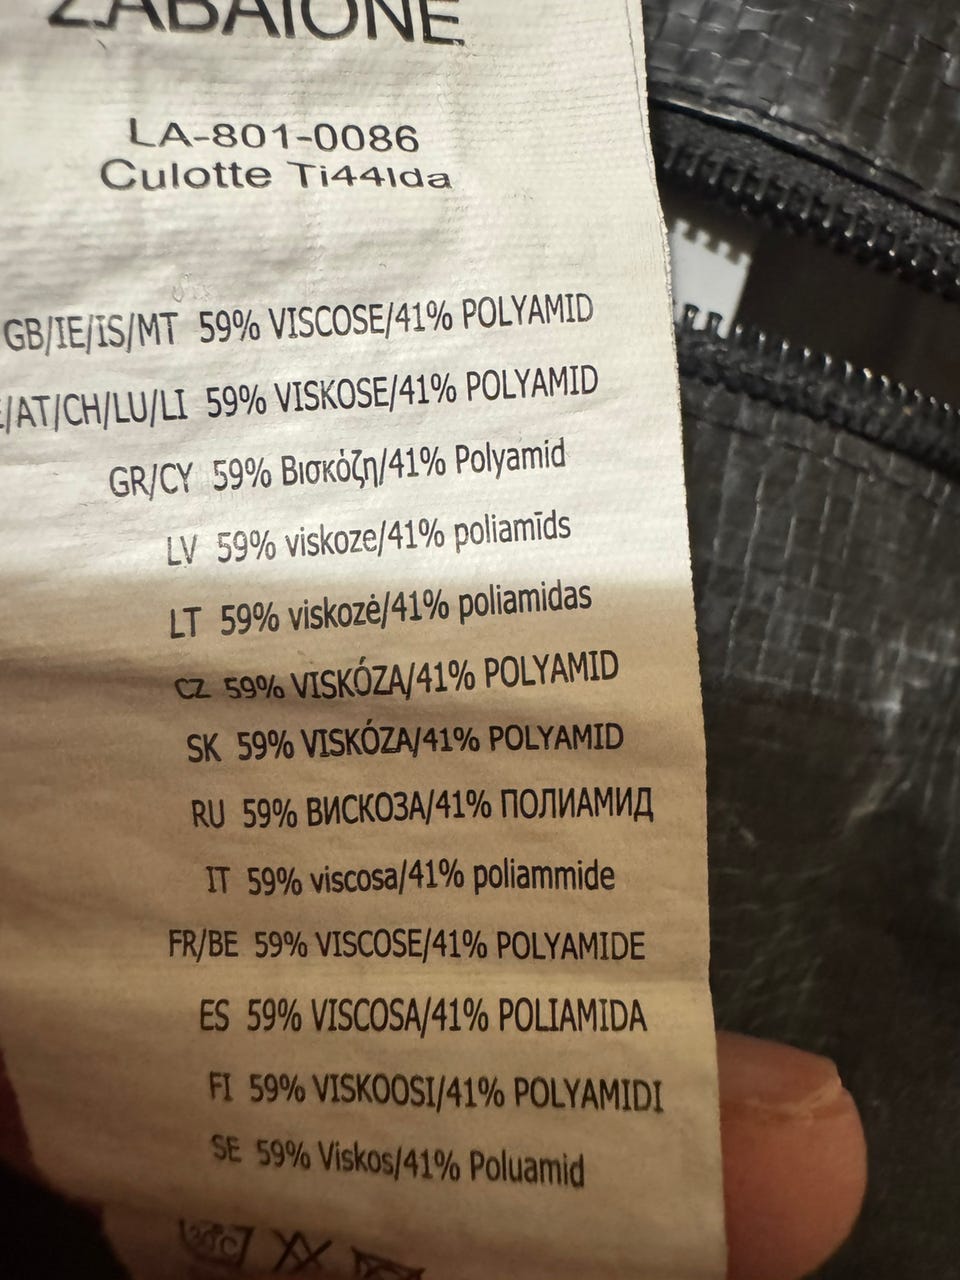 ZABAIONE
LA-801-0086
Culotte Ti44lda
GB/IE/IS/MT 59% VISCOSE/41% POLYAMID
/AT/CH/LU/LI 59% VISKOSE/41% POLYAMID
GR/CY 59% Βισκόζη/41% Polyamid
LV 59% viskoze/41% poliamīds
LT 59% viskozė/41% poliamidas
CZ 59% VISKÓZA/41% POLYAMID
SK 59% VISKÓZA/41% POLYAMID
RU 59% ВИСКОЗА/41% ПОЛИАМИД
IT 59% viscosa/41% poliammide
FR/BE 59% VISCOSE/41% POLYAMIDE
ES 59% VISCOSA/41% POLIAMIDA
FI 59% VISKOOSI/41% POLYAMIDI
SE 59% Viskos/41% Poluamid
30°C